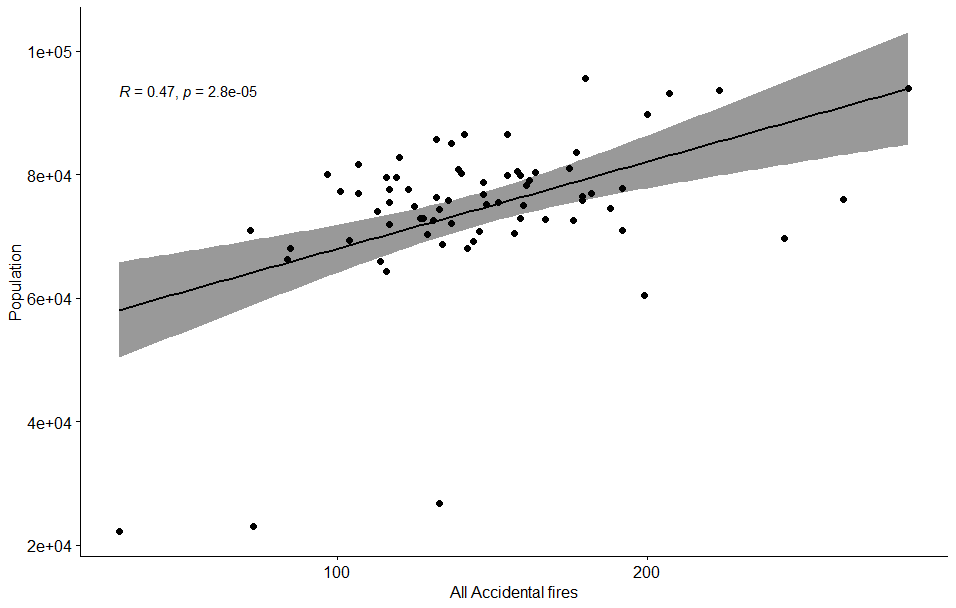 1e+05
R = 0.47, p = 2.8e-05
8e+04
Population
6e+04
4e+04
2e+04
100 200
All Accidental fires